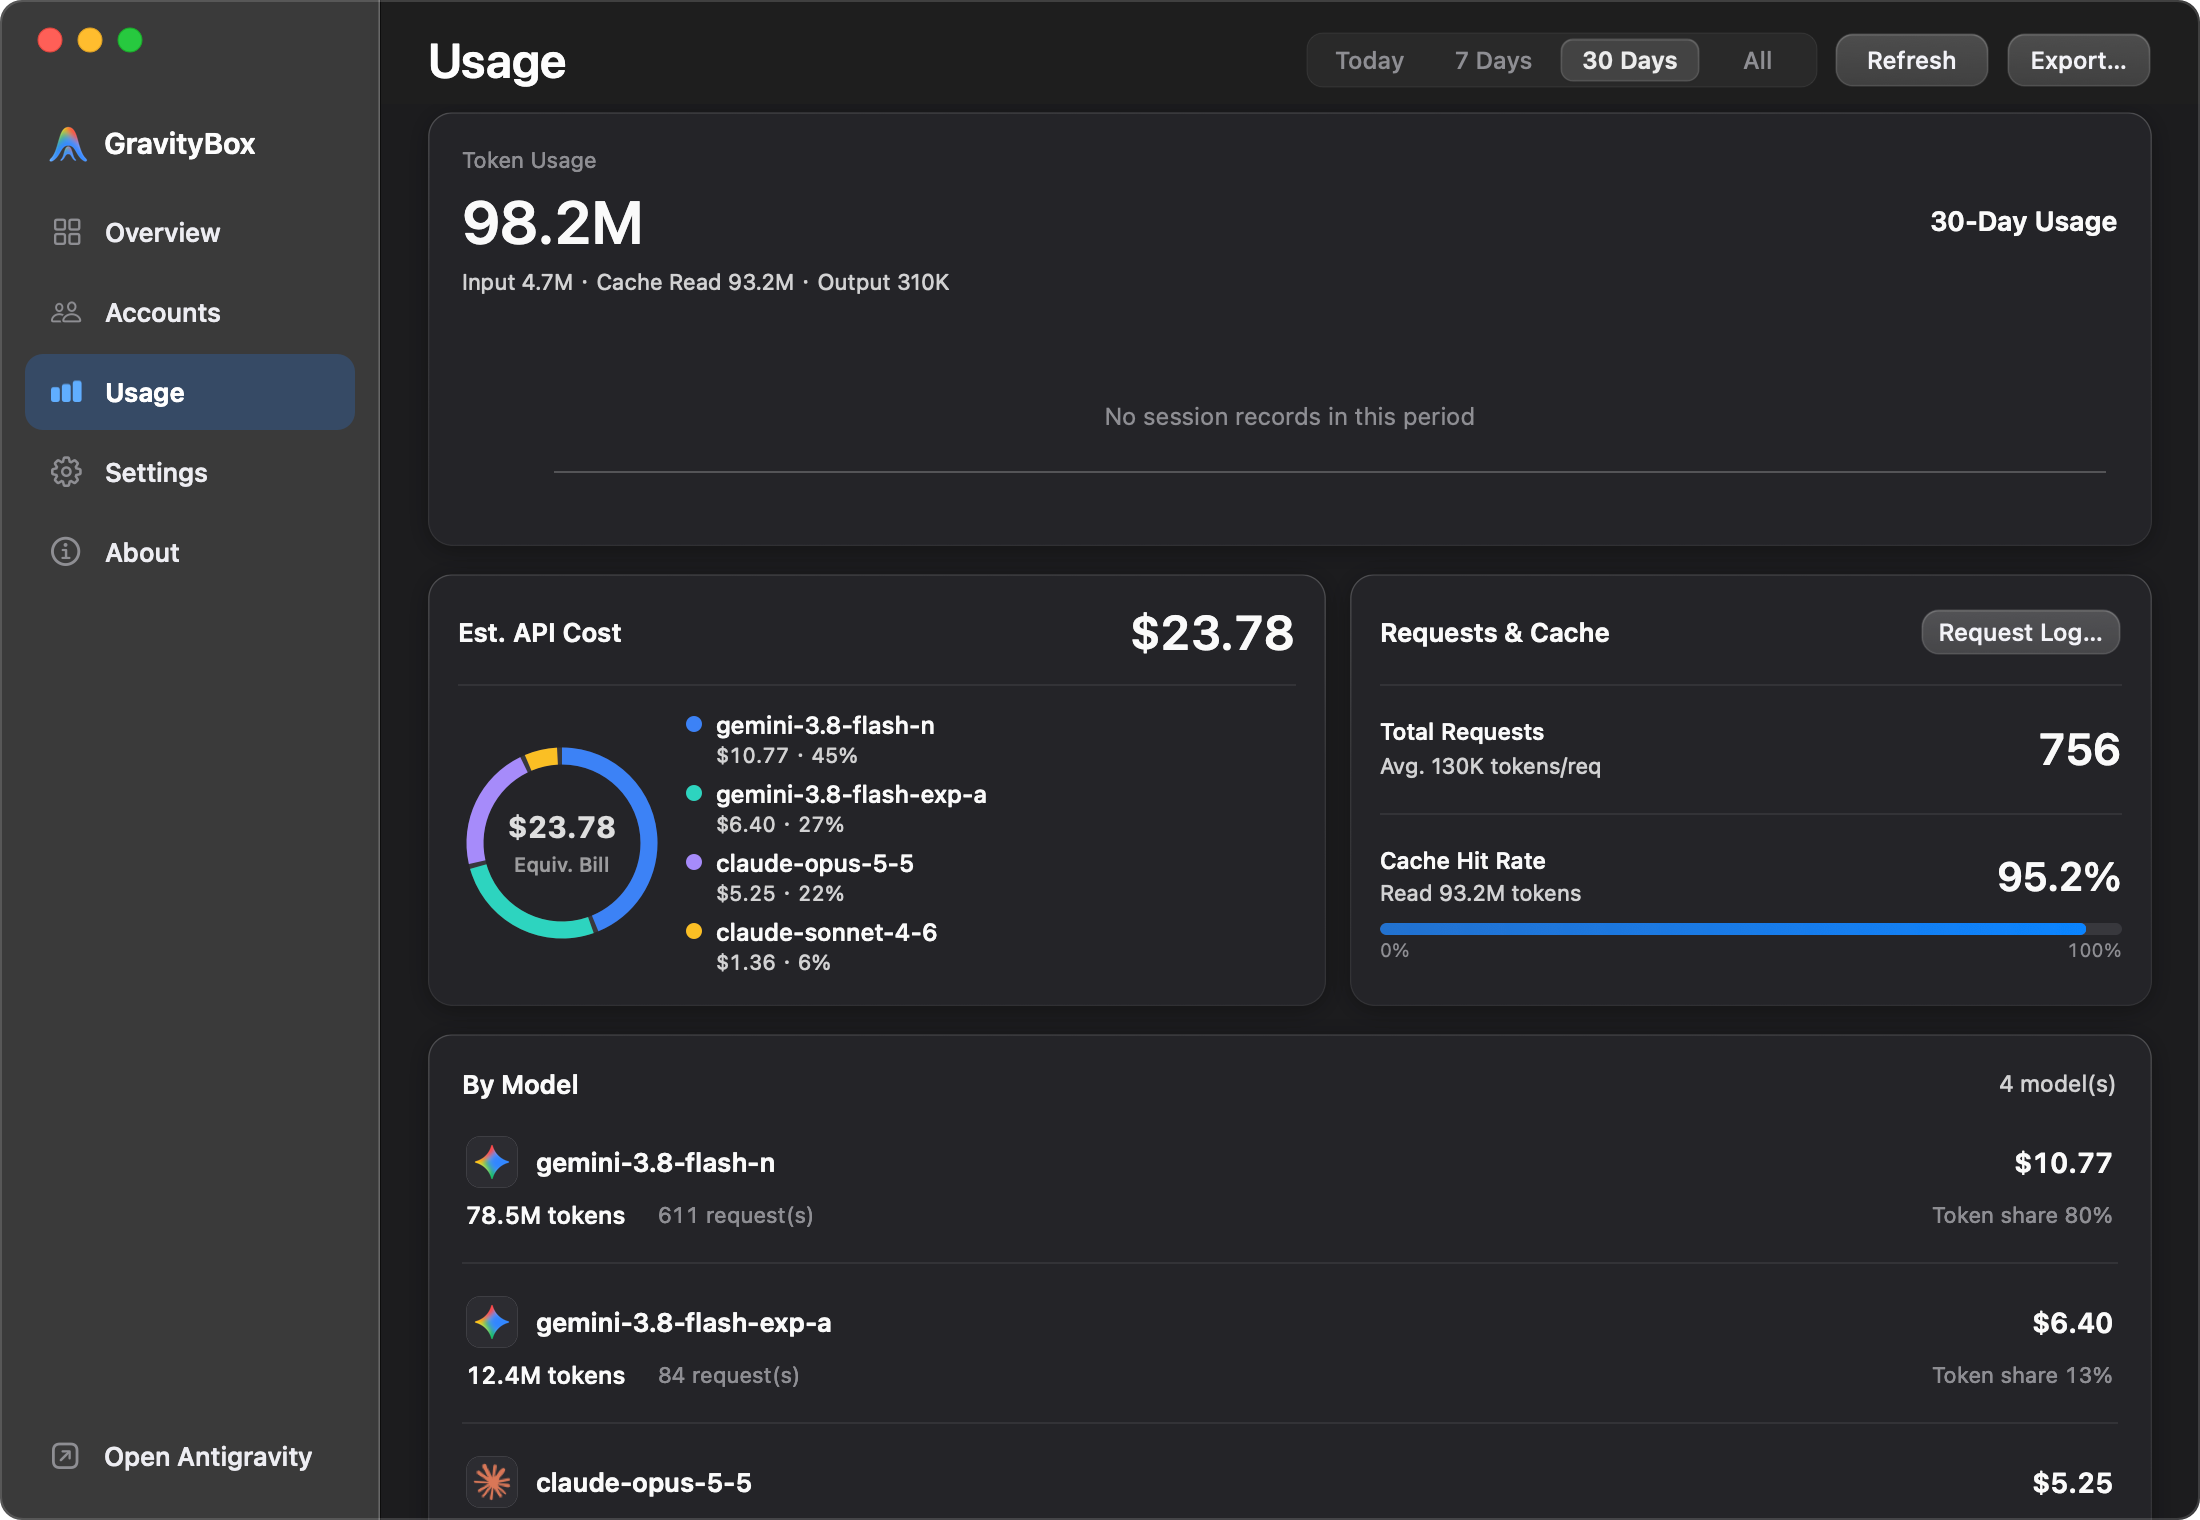 GravityBox
Overview
Accounts
Usage
Settings
About
Open Antigravity
Usage
Today 7 Days 30 Days All Refresh Export...
Token Usage
98.2M
30-Day Usage
Input 4.7M · Cache Read 93.2M · Output 310K
No session records in this period
Est. API Cost $23.78
$23.78
Equiv. Bill
gemini-3.8-flash-n
$10.77 · 45%
gemini-3.8-flash-exp-a
$6.40 · 27%
claude-opus-5-5
$5.25 · 22%
claude-sonnet-4-6
$1.36 · 6%
Requests & Cache Request Log...
Total Requests
Avg. 130K tokens/req
756
Cache Hit Rate
Read 93.2M tokens
95.2%
0% 100%
By Model 4 model(s)
gemini-3.8-flash-n $10.77
78.5M tokens 611 request(s) Token share 80%
gemini-3.8-flash-exp-a $6.40
12.4M tokens 84 request(s) Token share 13%
claude-opus-5-5 $5.25